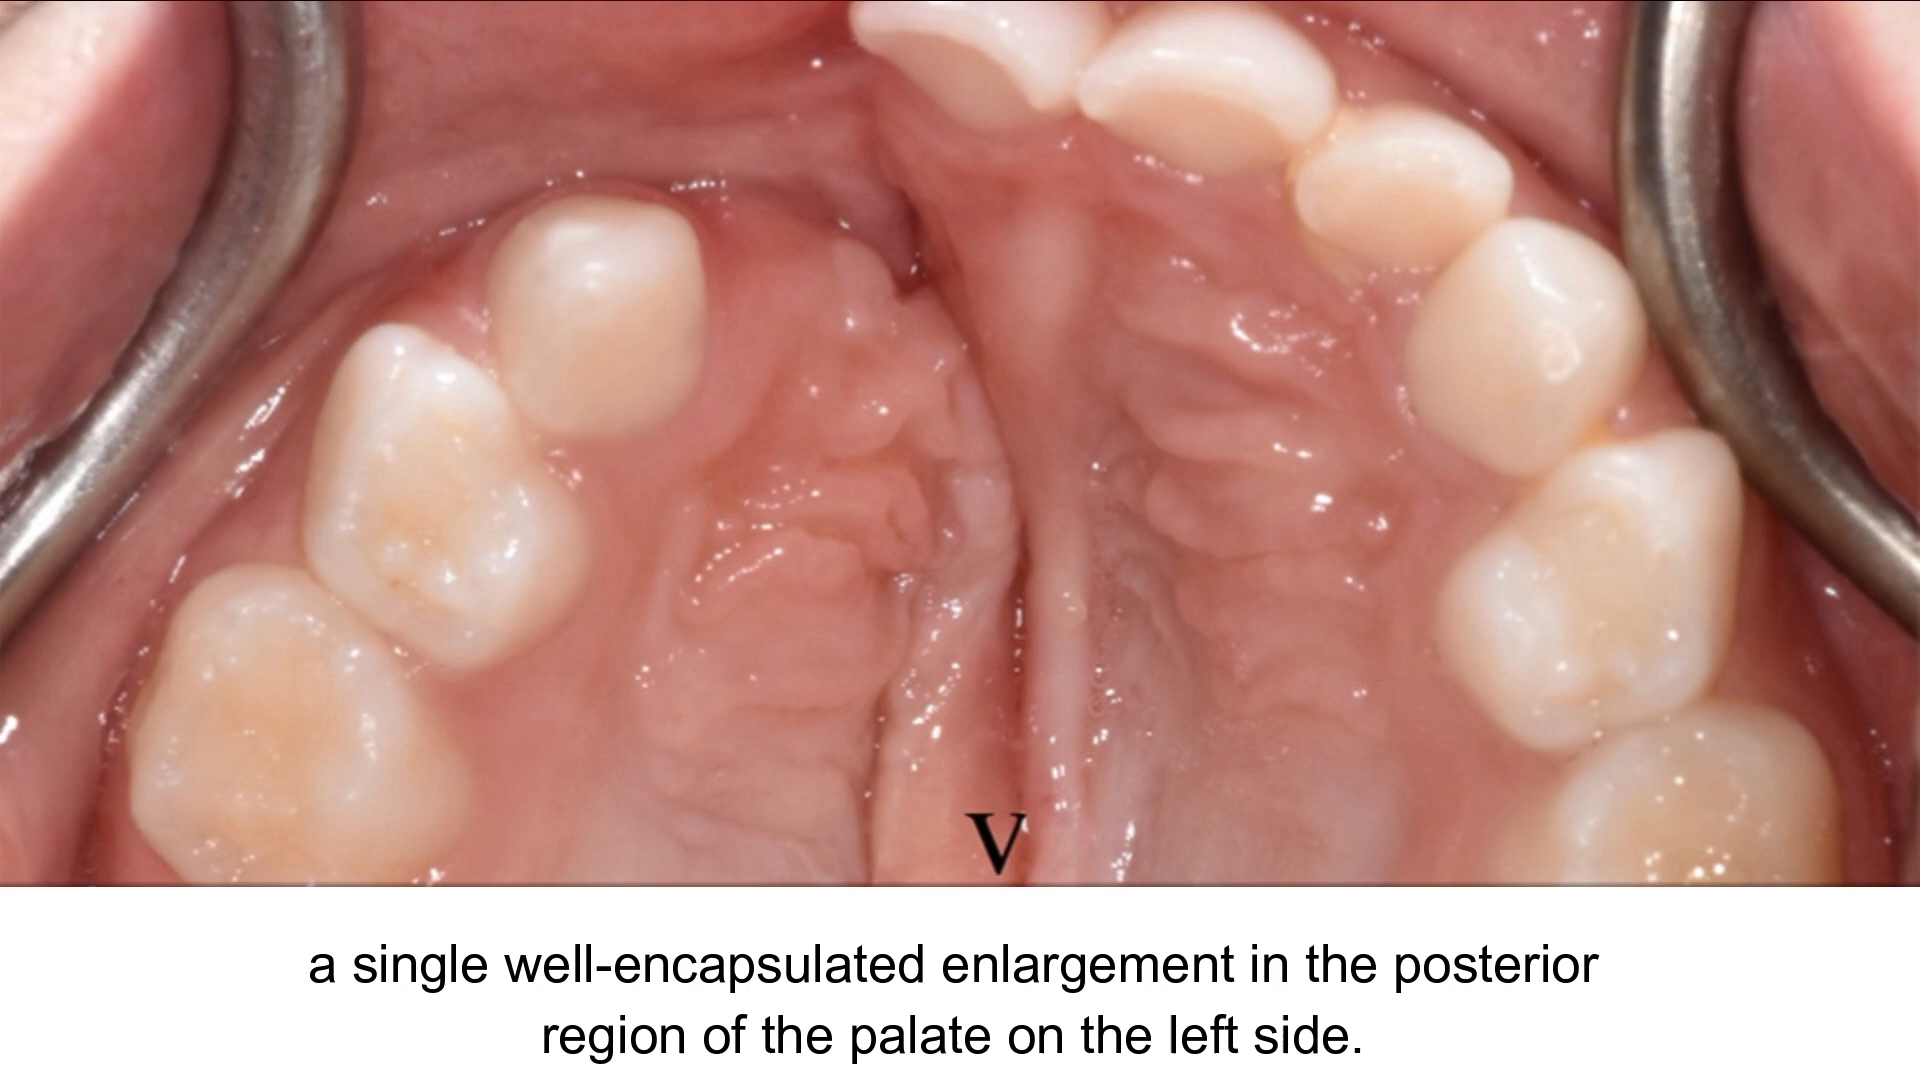 V
a single well-encapsulated enlargement in the posterior
region of the palate on the left side.